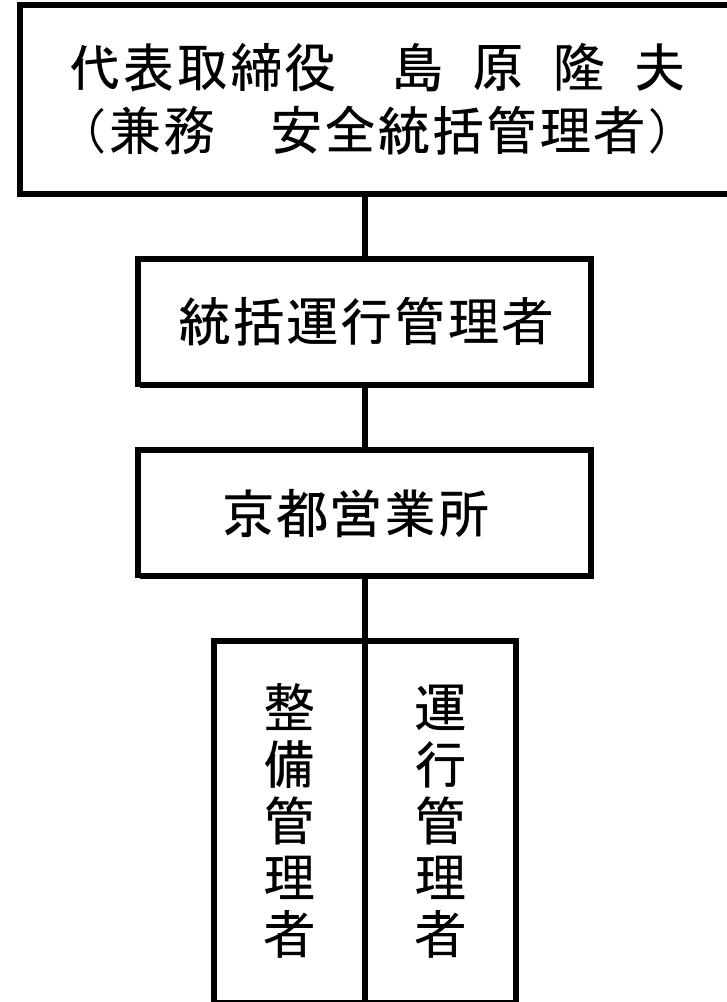 代表取締役　島 原 隆 夫
（兼務　安全統括管理者）
統括運行管理者
京都営業所
整備管理者
運行管理者